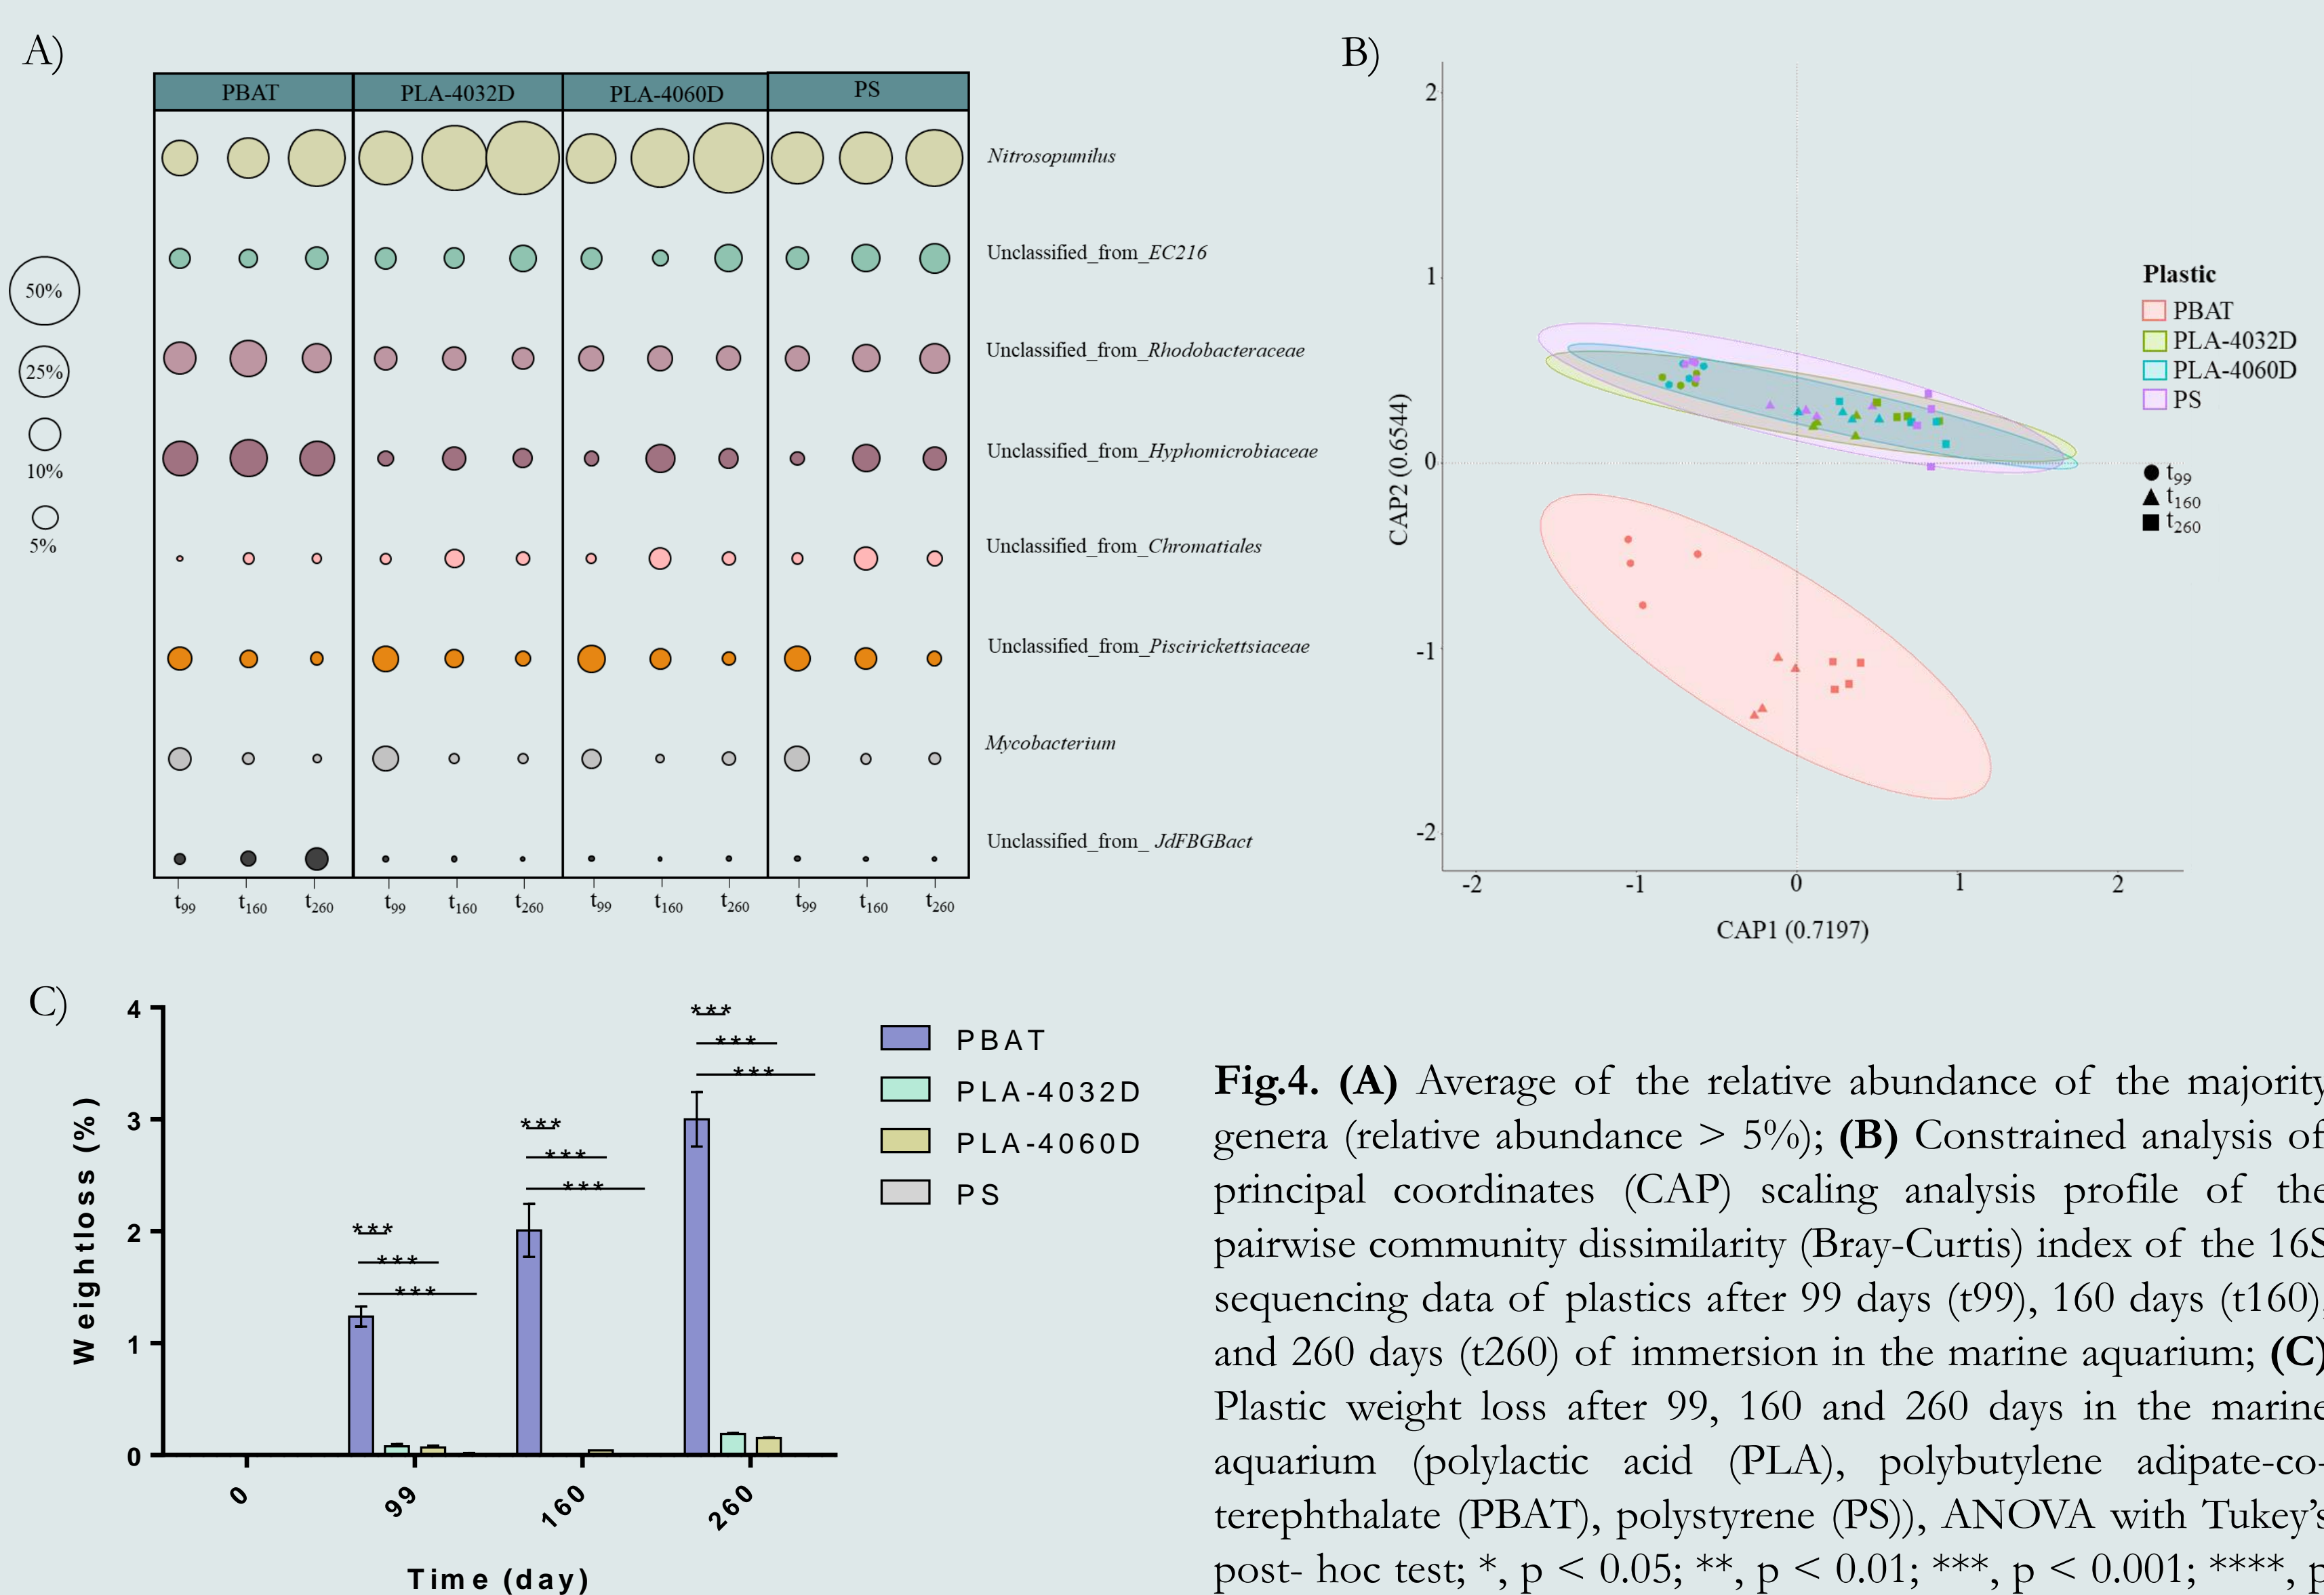 A)
PBAT PLA-4032D PLA-4060D PS
50%
25%
10%
5%
Nitrosopumilus
Unclassified_from_EC216
Unclassified_from_Rhodobacteraceae
Unclassified_from_Hyphomicrobiaceae
Unclassified_from_Chromatiales
Unclassified_from_Piscirickettsiaceae
Mycobacterium
Unclassified_from_ JdFBGBact
t99 t160 t260 t99 t160 t260 t99 t160 t260 t99 t160 t260
B)
2
1
0
-1
-2
CAP2 (0.6544)
-2 -1 0 1 2
CAP1 (0.7197)
Plastic
PBAT
PLA-4032D
PLA-4060D
PS
t99
t160
t260
C)
4
3
2
1
0
Weightloss (%)
***
***
***
***
***
***
***
***
***
0 99 160 260
Time (day)
PBAT
PLA-4032D
PLA-4060D
PS
Fig.4. (A) Average of the relative abundance of the majority
genera (relative abundance > 5%); (B) Constrained analysis of
principal coordinates (CAP) scaling analysis profile of the
pairwise community dissimilarity (Bray-Curtis) index of the 16S
sequencing data of plastics after 99 days (t99), 160 days (t160),
and 260 days (t260) of immersion in the marine aquarium; (C)
Plastic weight loss after 99, 160 and 260 days in the marine
aquarium (polylactic acid (PLA), polybutylene adipate-co-
terephthalate (PBAT), polystyrene (PS)), ANOVA with Tukey's
post- hoc test; *, p < 0.05; **, p < 0.01; ***, p < 0.001; ****, p